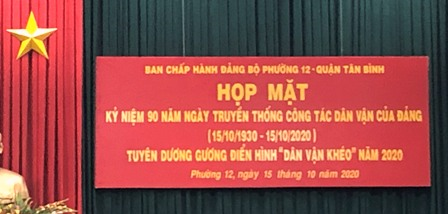 BAN CHẤP HÀNH ĐẢNG BỘ PHƯỜNG 12 - QUẬN TÂN BÌNH
HỌP MẶT
KỶ NIỆM 90 NĂM NGÀY TRUYỀN THỐNG CÔNG TÁC DÂN VẬN CỦA ĐẢNG
(15/10/1930 - 15/10/2020)
TUYÊN DƯƠNG GƯƠNG ĐIỂN HÌNH "DÂN VẬN KHÉO" NĂM 2020
Phường 12, ngày 15 tháng 10 năm 2020